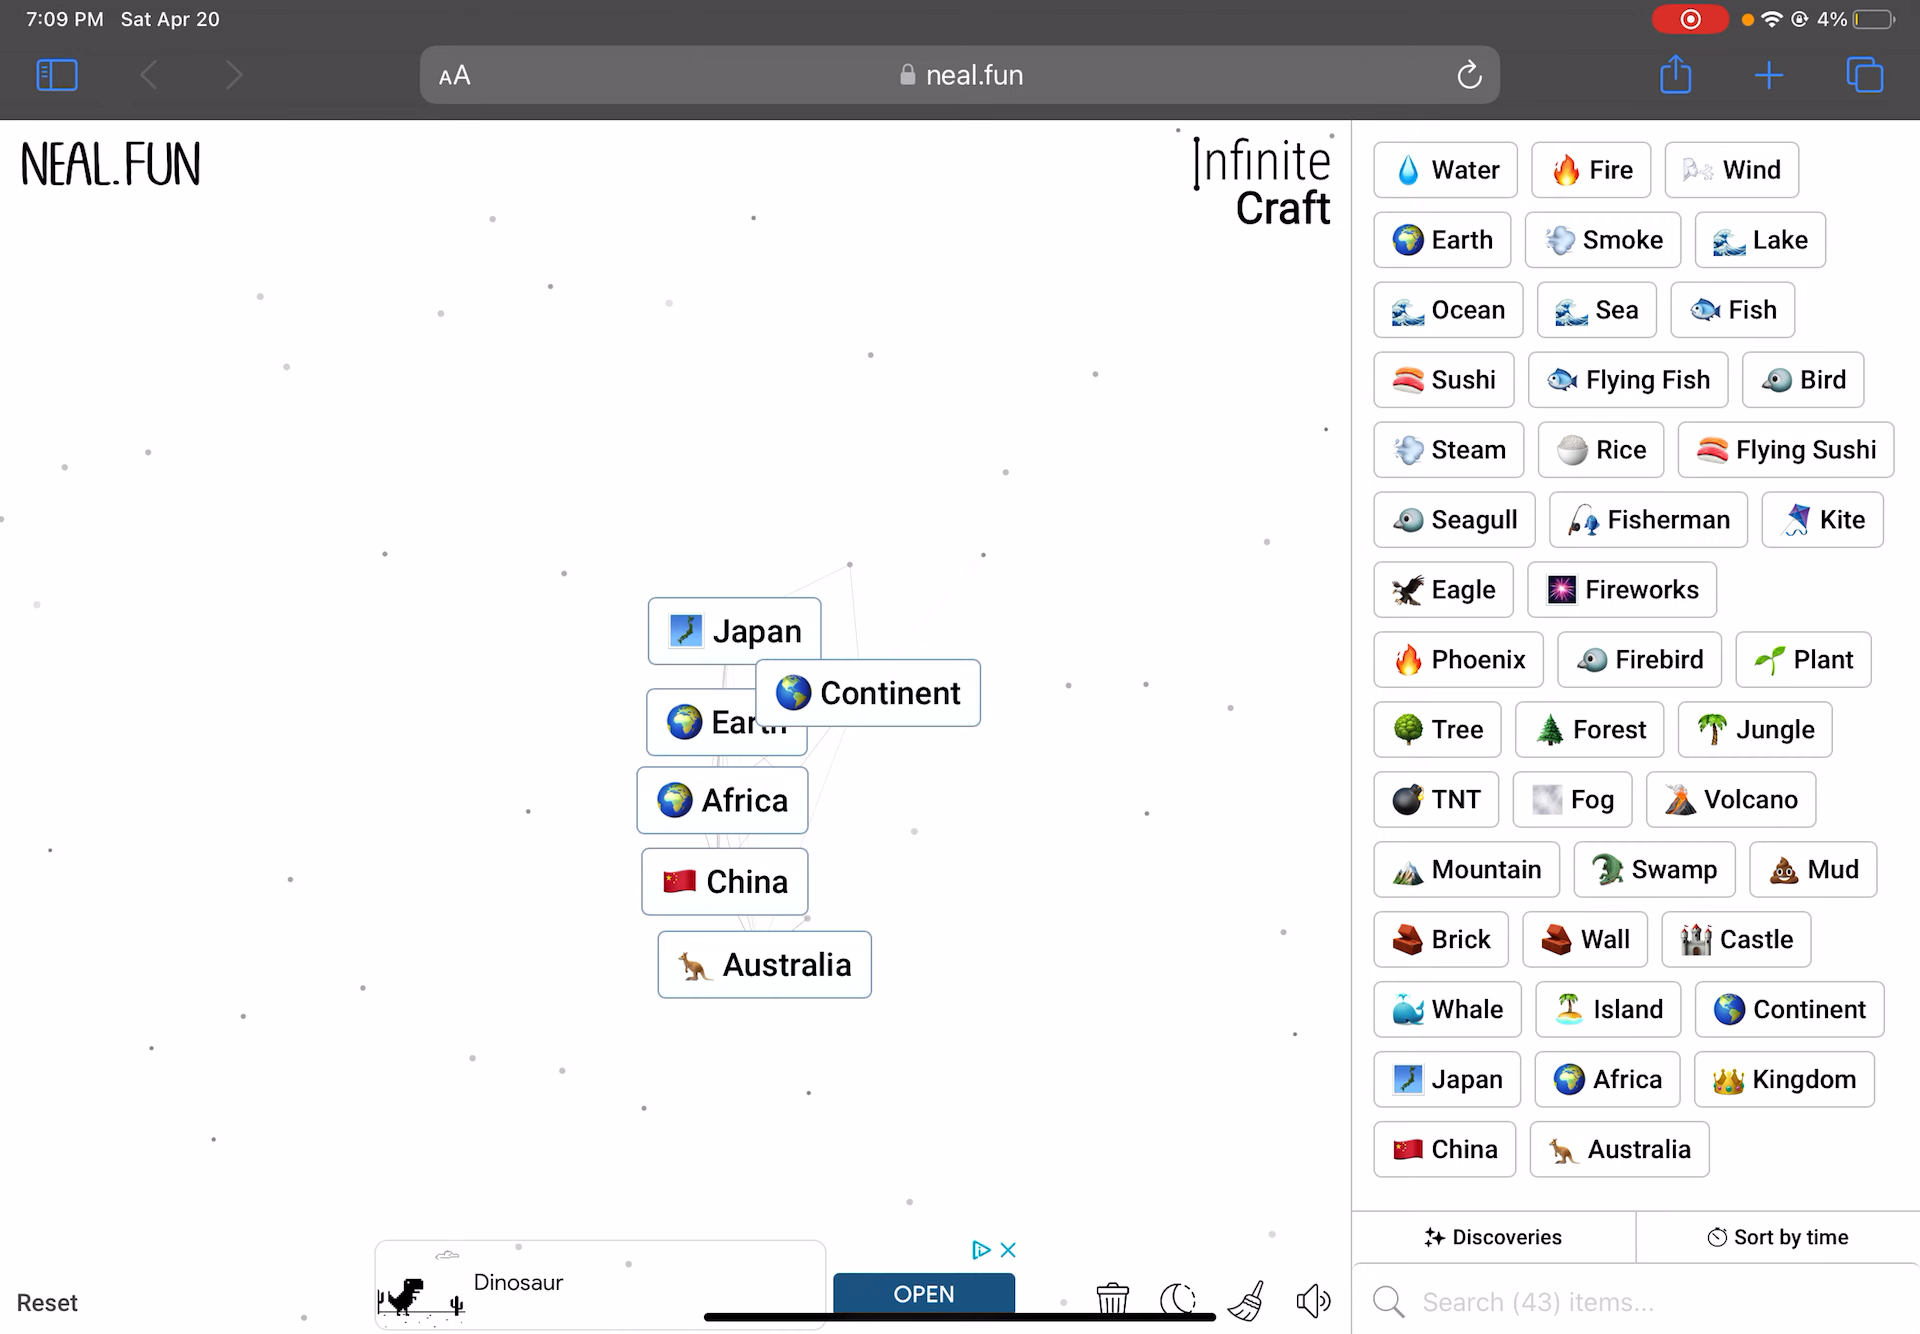 7:09 PM Sat Apr 20
4%
AA
neal.fun
NEAL.FUN
Infinite
Craft
Water Fire Wind
Earth Smoke Lake
Ocean Sea Fish
Sushi Flying Fish Bird
Steam Rice Flying Sushi
Seagull Fisherman Kite
Eagle Fireworks
Phoenix Firebird Plant
Tree Forest Jungle
TNT Fog Volcano
Mountain Swamp Mud
Brick Wall Castle
Whale Island Continent
Japan Africa Kingdom
China Australia
Japan
Continent
Earth
Africa
China
Australia
Discoveries Sort by time
Search (43) items...
Reset
Dinosaur
OPEN